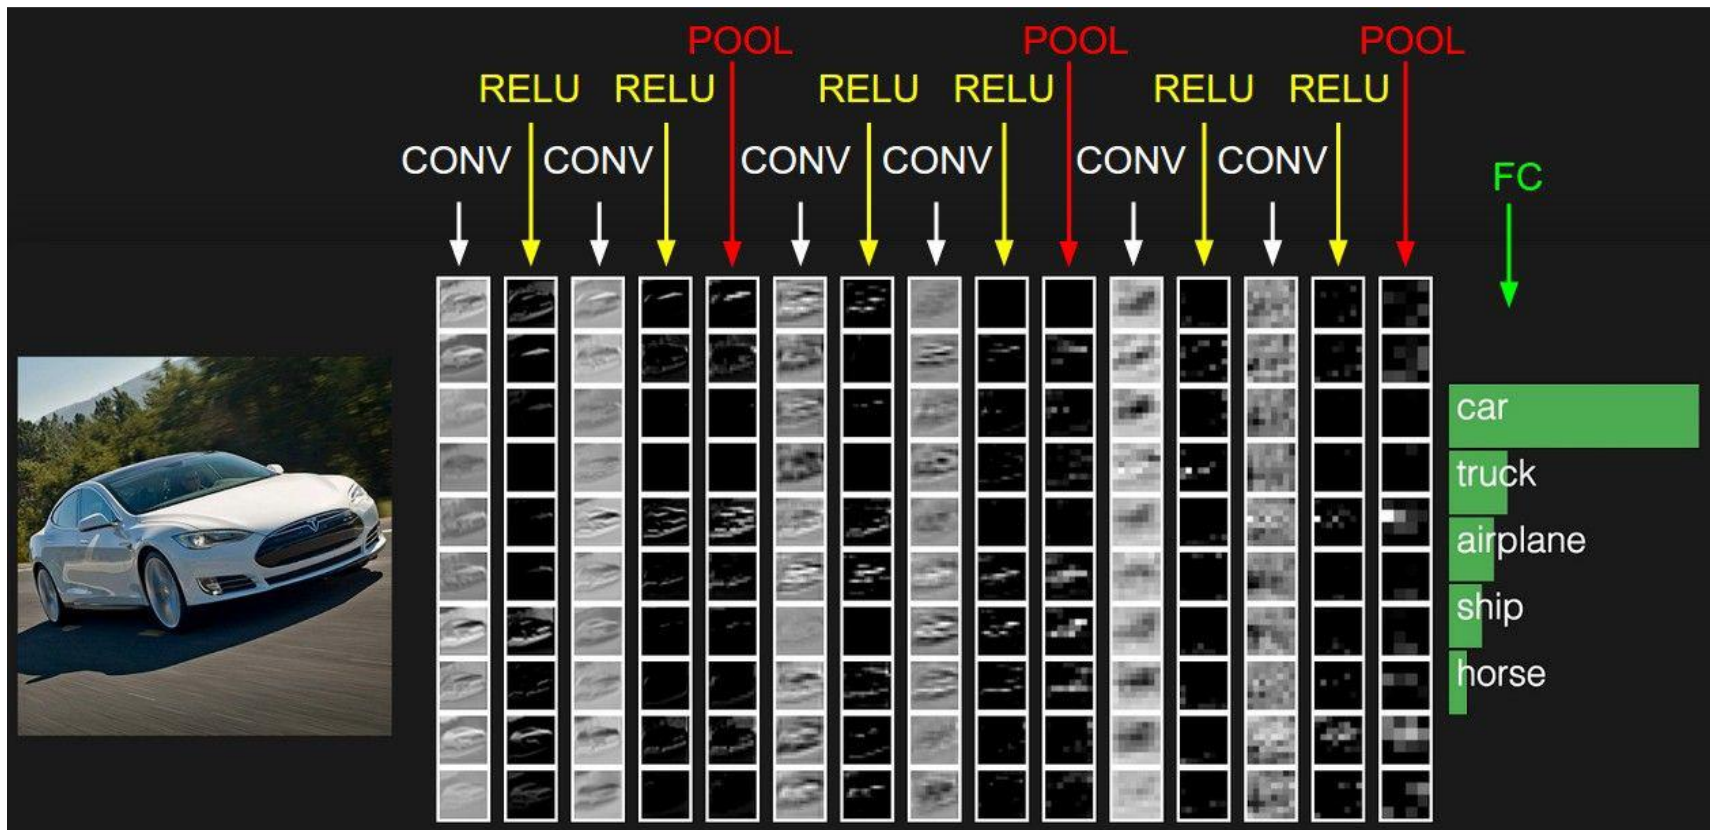 POOL POOL POOL
RELU RELU RELU RELU RELU RELU
CONV CONV CONV CONV CONV CONV
FC
car
truck
airplane
ship
horse